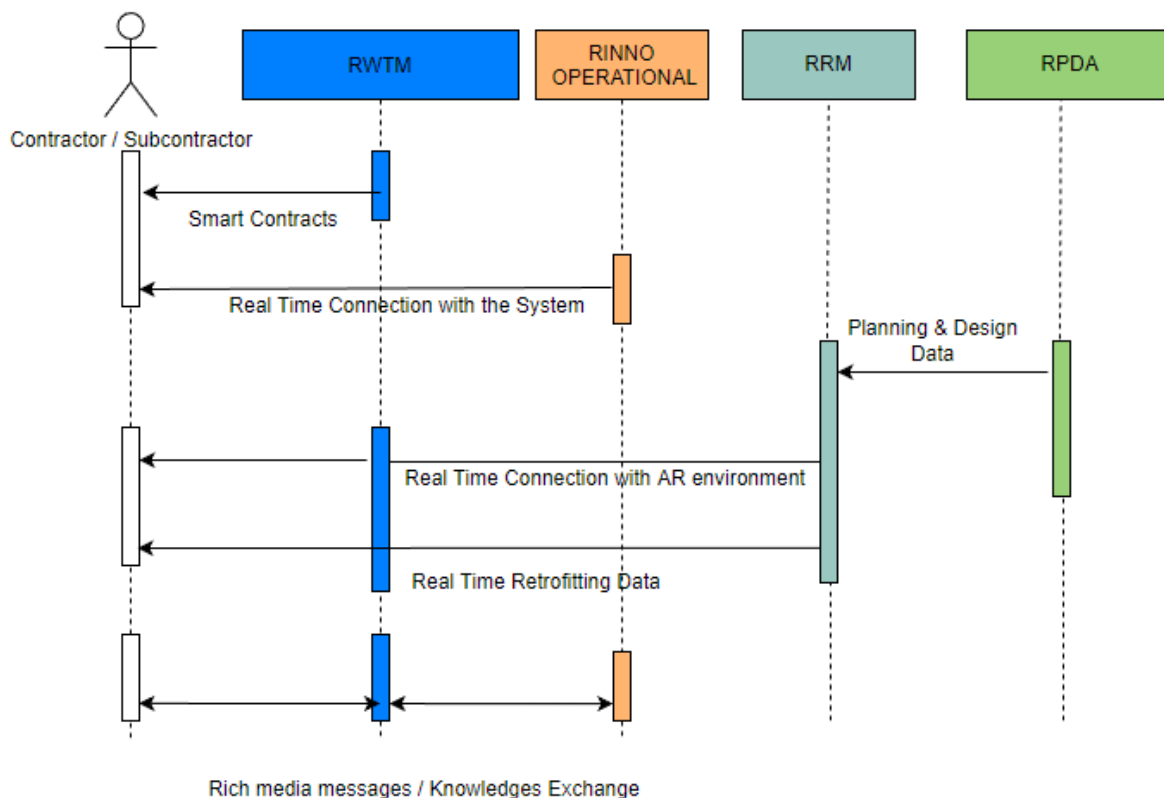 RWTM
RINNO
OPERATIONAL
RRM
RPDA
Contractor / Subcontractor
Smart Contracts
Real Time Connection with the System
Planning & Design
Data
Real Time Connection with AR environment
Real Time Retrofitting Data
Rich media messages / Knowledges Exchange